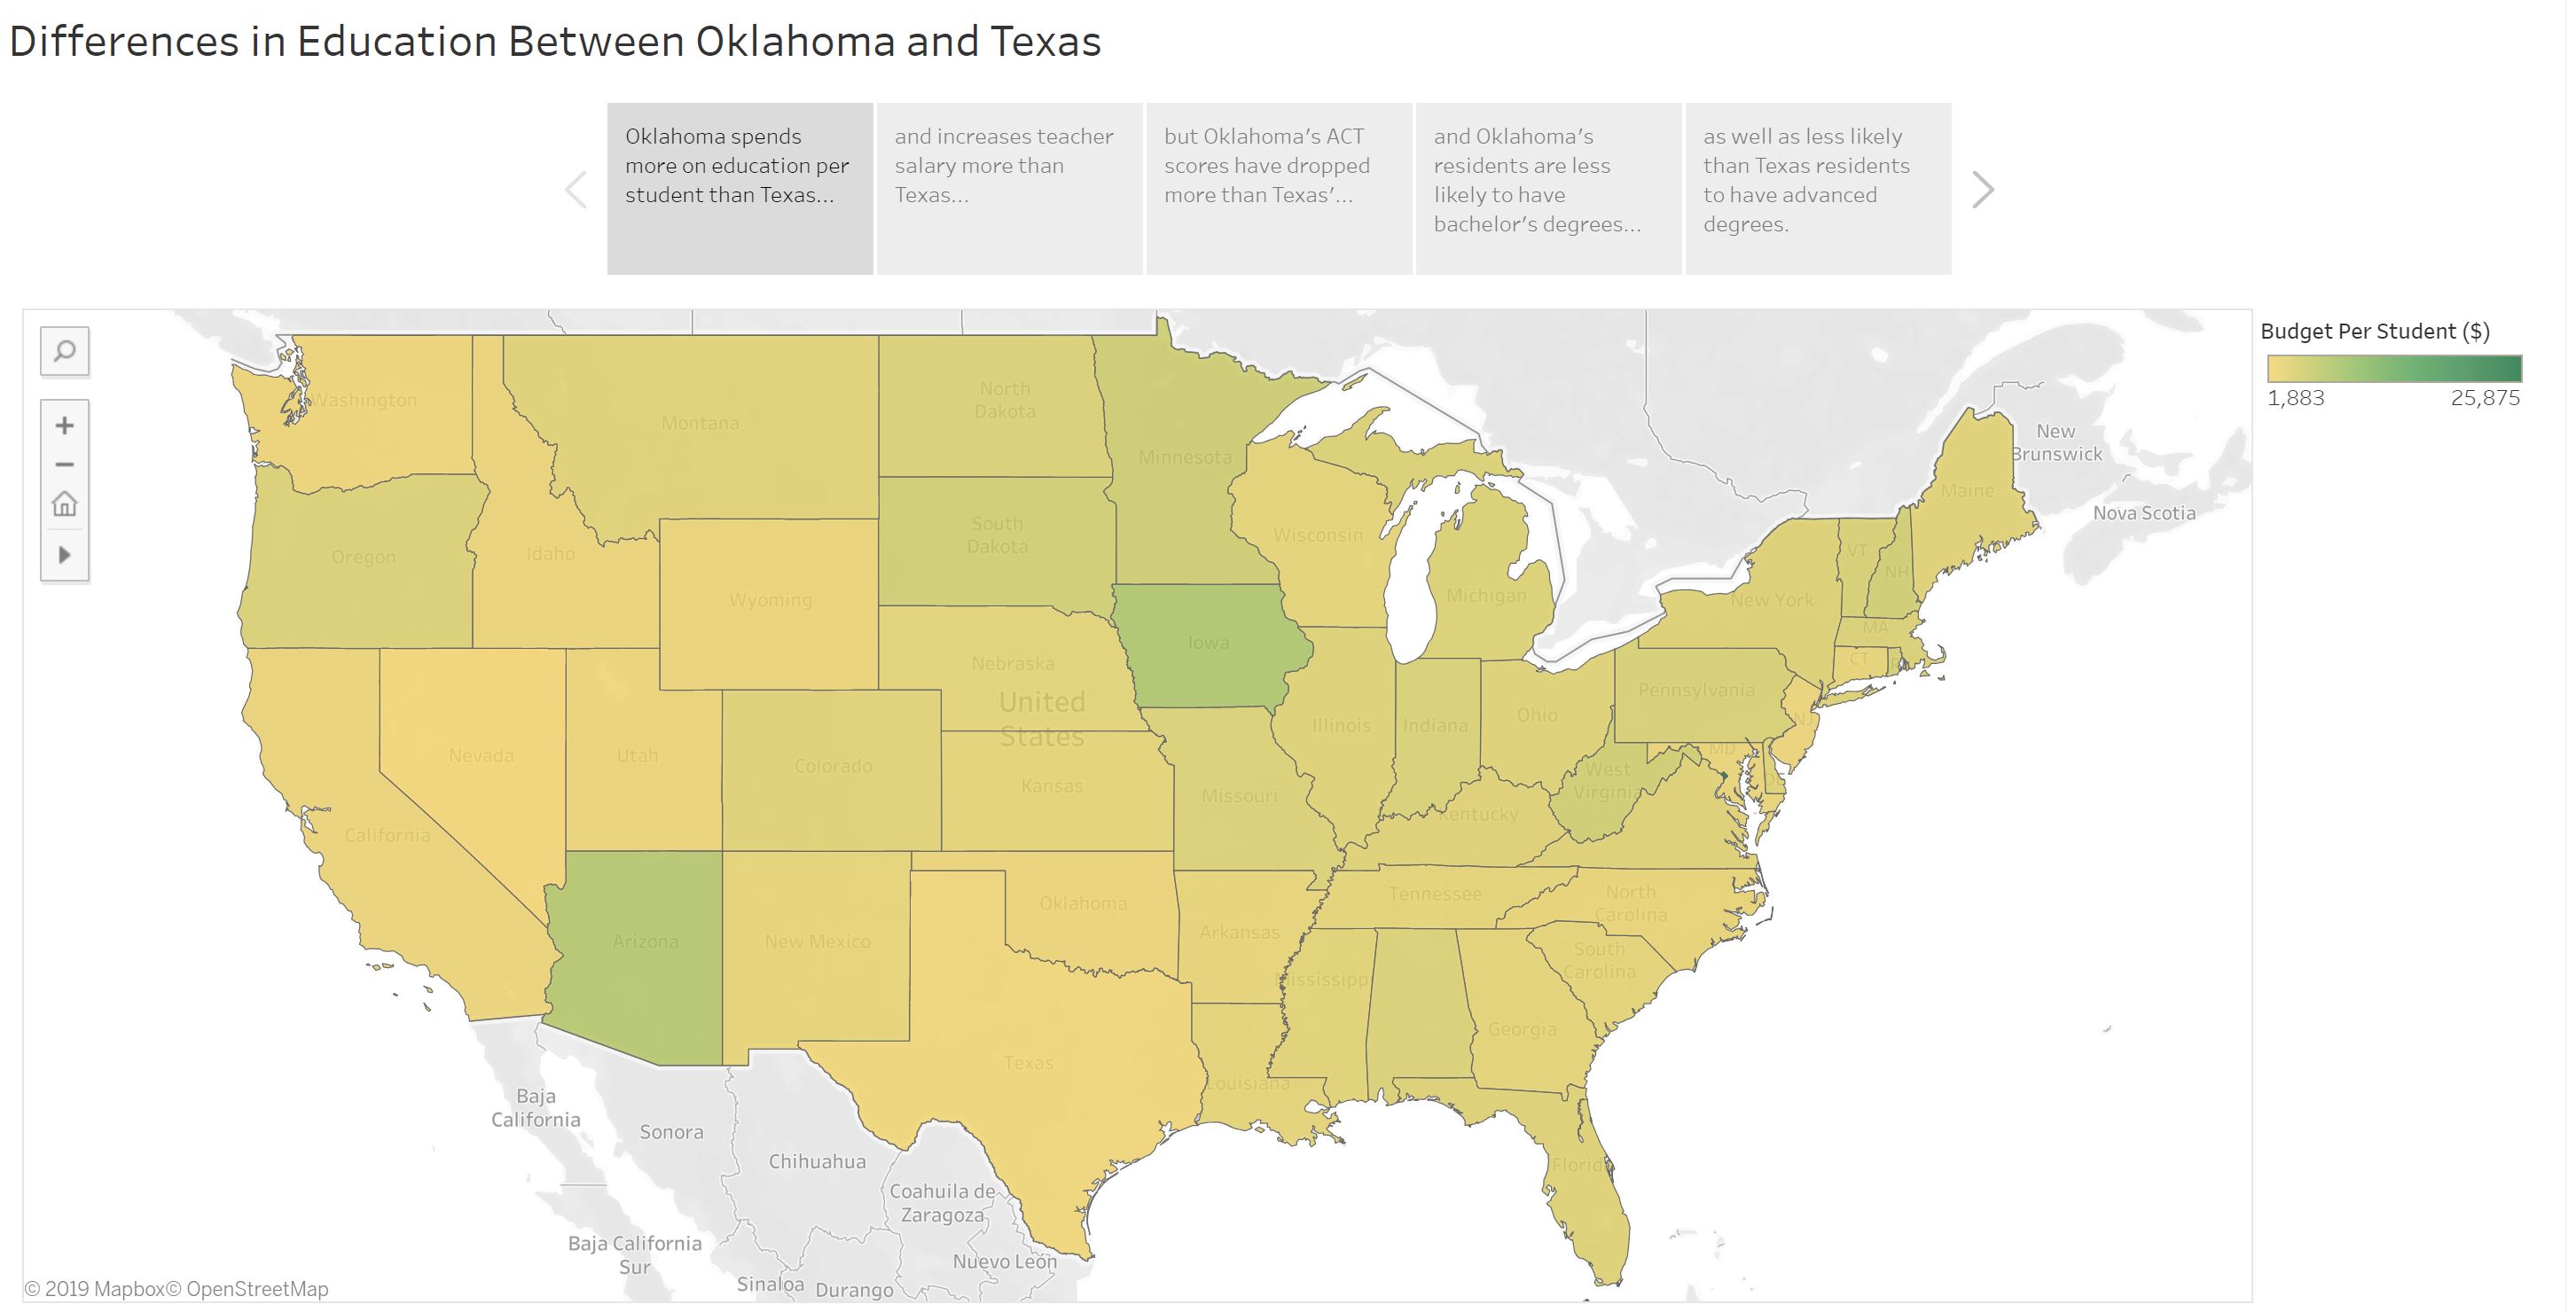 Differences in Education Between Oklahoma and Texas
Oklahoma spends
more on education per
student than Texas...
and increases teacher
salary more than
Texas...
but Oklahoma's ACT
scores have dropped
more than Texas'...
and Oklahoma's
residents are less
likely to have
bachelor's degrees...
as well as less likely
than Texas residents
to have advanced
degrees.
Budget Per Student ($)
1,883
25,875
Washington
Montana
North
Dakota
Minnesota
New
Brunswick
Maine
Nova Scotia
Oregon
Idaho
South
Dakota
Wisconsin
VT
NH
Wyoming
Michigan
New York
Iowa
MA
CT
Nebraska
Pennsylvania
United
States
Nevada
Utah
Colorado
Illinois
Indiana
Ohio
NJ
MD
Kansas
Missouri
West
Virginia
DE
California
Kentucky
Arizona
New Mexico
Oklahoma
Arkansas
Tennessee
North
Carolina
South
Carolina
Mississippi
Georgia
Texas
Louisiana
Florida
Baja
California
Sonora
Chihuahua
Coahuila de
Zaragoza
Baja California
Sur
Nuevo León
Sinaloa
Durango
© 2019 Mapbox© OpenStreetMap